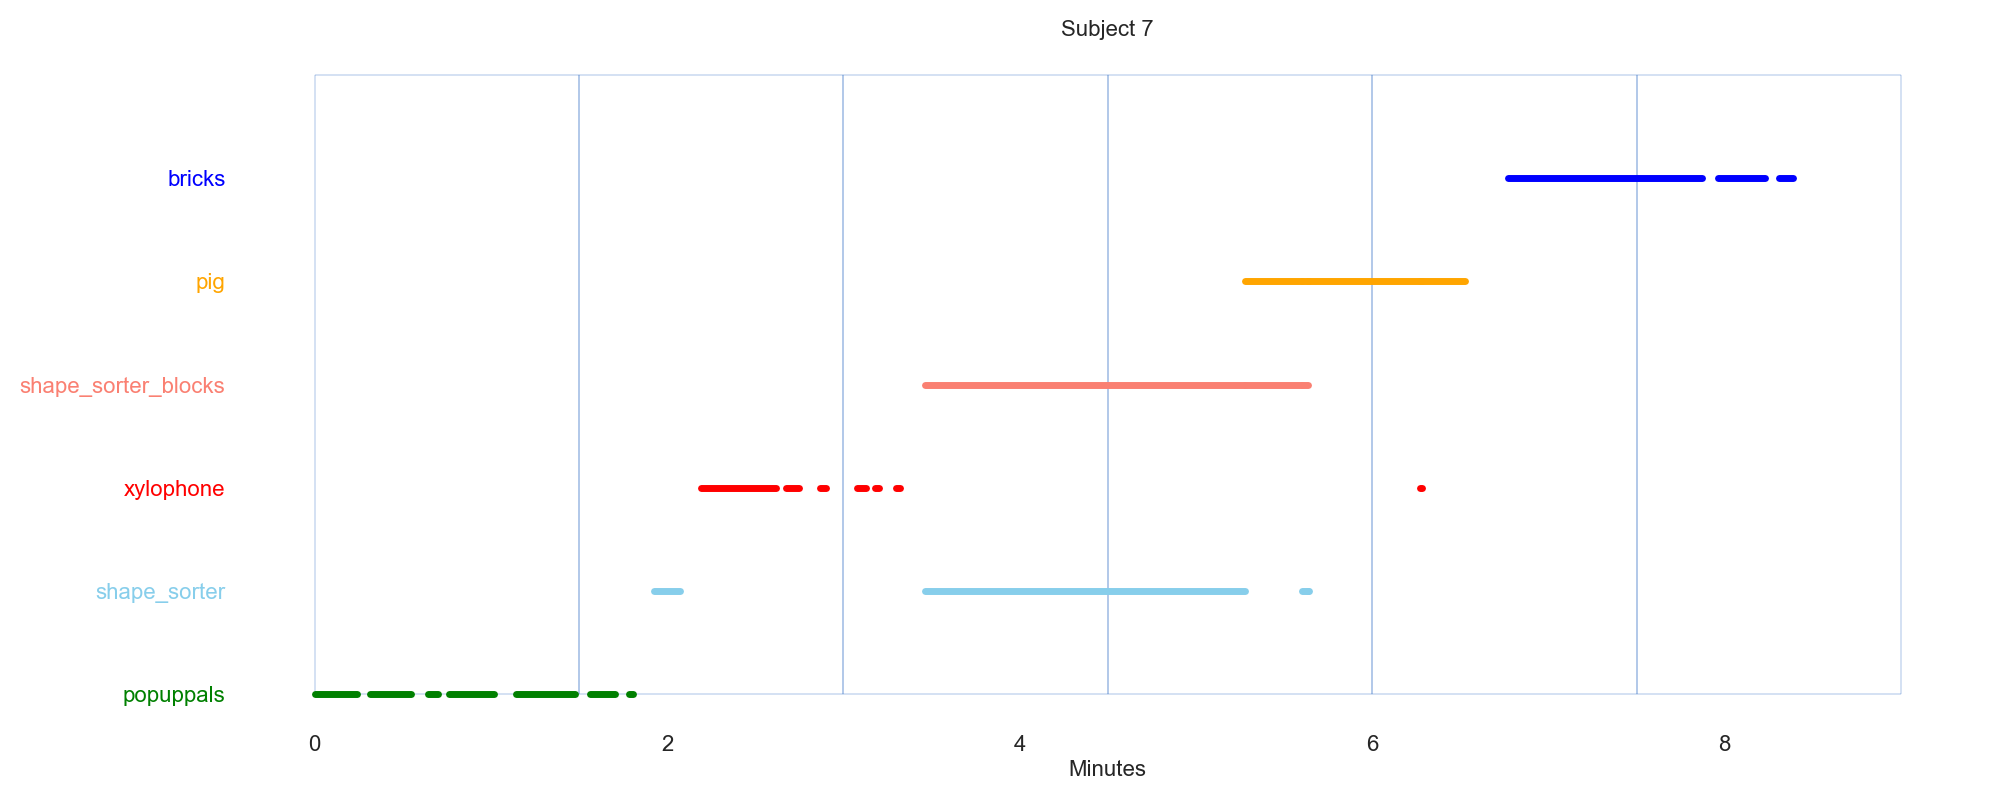 Subject 7
bricks
pig
shape_sorter_blocks
xylophone
shape_sorter
popuppals
0 2 4 6 8
Minutes